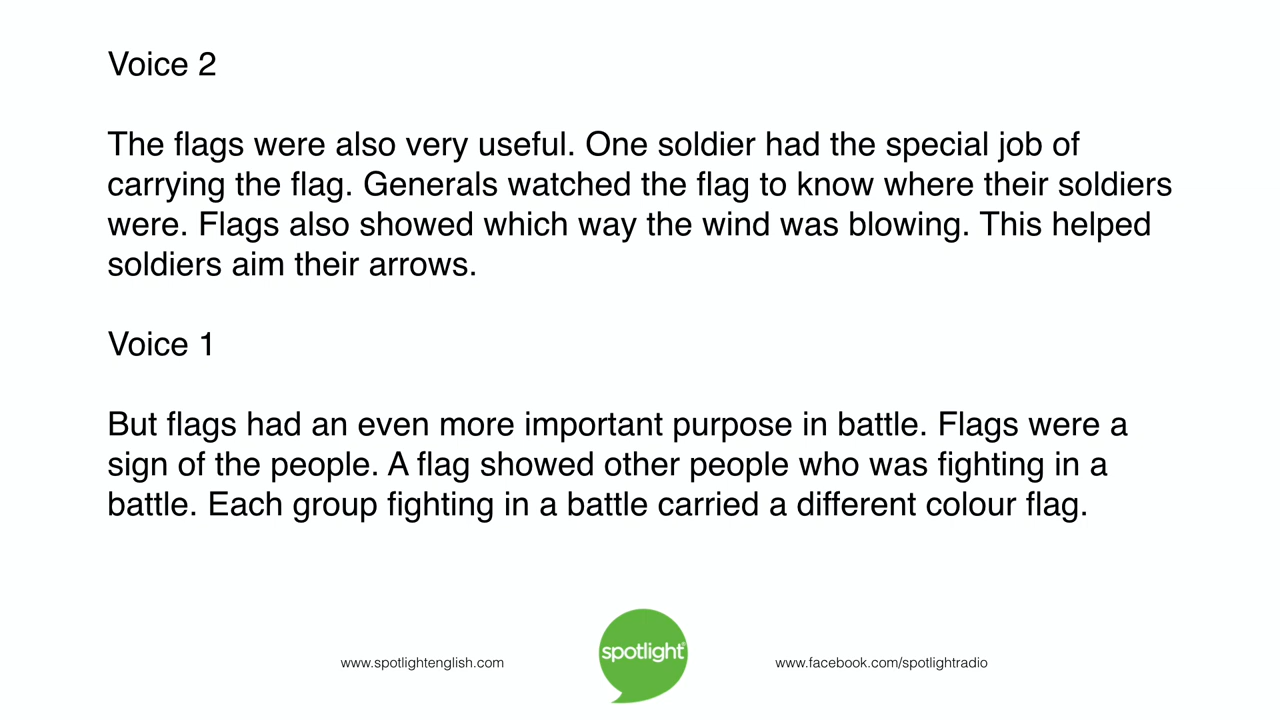 Voice 2
The flags were also very useful. One soldier had the special job of
carrying the flag. Generals watched the flag to know where their soldiers
were. Flags also showed which way the wind was blowing. This helped
soldiers aim their arrows.
Voice 1
But flags had an even more important purpose in battle. Flags were a
sign of the people. A flag showed other people who was fighting in a
battle. Each group fighting in a battle carried a different colour flag.
www.spotlightenglish.com
spotlight®
www.facebook.com/spotlightradio